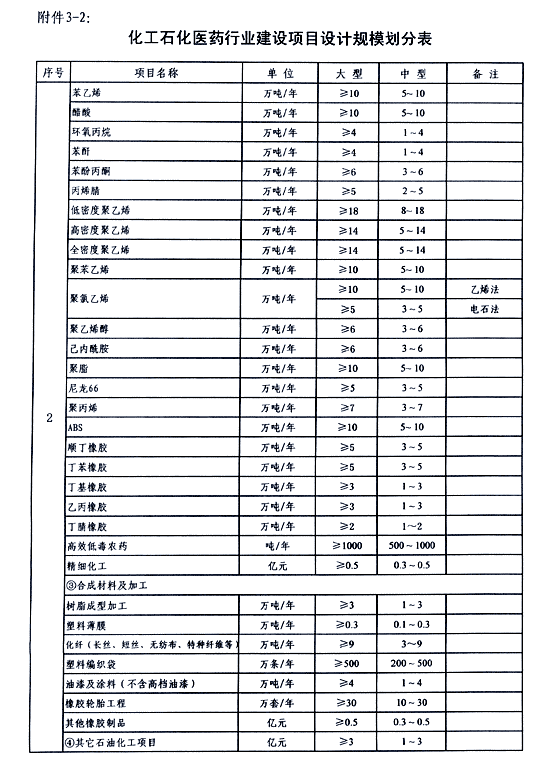 附件3-2:
化工石化医药行业建设项目设计规模划分表
序号 项目名称 单位 大型 中型 备注
2
苯乙烯 万吨/年 ≥10 5~10
醋酸 万吨/年 ≥10 5~10
环氧丙烷 万吨/年 ≥4 1~4
苯酐 万吨/年 ≥4 1~4
苯酚丙酮 万吨/年 ≥6 3~6
丙烯腈 万吨/年 ≥5 2~5
低密度聚乙烯 万吨/年 ≥18 8~18
高密度聚乙烯 万吨/年 ≥14 5~14
全密度聚乙烯 万吨/年 ≥14 5~14
聚苯乙烯 万吨/年 ≥10 5~10
聚氯乙烯 万吨/年 ≥10 5~10 乙烯法
≥5 3~5 电石法
聚乙烯醇 万吨/年 ≥6 3~6
己内酰胺 万吨/年 ≥6 3~6
聚脂 万吨/年 ≥10 5~10
尼龙66 万吨/年 ≥5 3~5
聚丙烯 万吨/年 ≥7 3~7
ABS 万吨/年 ≥10 5~10
顺丁橡胶 万吨/年 ≥5 3~5
丁苯橡胶 万吨/年 ≥5 3~5
丁基橡胶 万吨/年 ≥3 1~3
乙丙橡胶 万吨/年 ≥3 1~3
丁腈橡胶 万吨/年 ≥2 1~2
高效低毒农药 吨/年 ≥1000 500~1000
精细化工 亿元 ≥0.5 0.3~0.5
③合成材料及加工
树脂成型加工 万吨/年 ≥3 1~3
塑料薄膜 万吨/年 ≥0.3 0.1~0.3
化纤(长丝、短丝、无纺布、特种纤维等) 万吨/年 ≥9 3~9
塑料编织袋 万条/年 ≥500 200~500
油漆及涂料(不含高档油漆) 万吨/年 ≥4 1~4
橡胶轮胎工程 万套/年 ≥30 10~30
其他橡胶制品 亿元 ≥0.5 0.3~0.5
④其它石油化工项目 亿元 ≥3 1~3